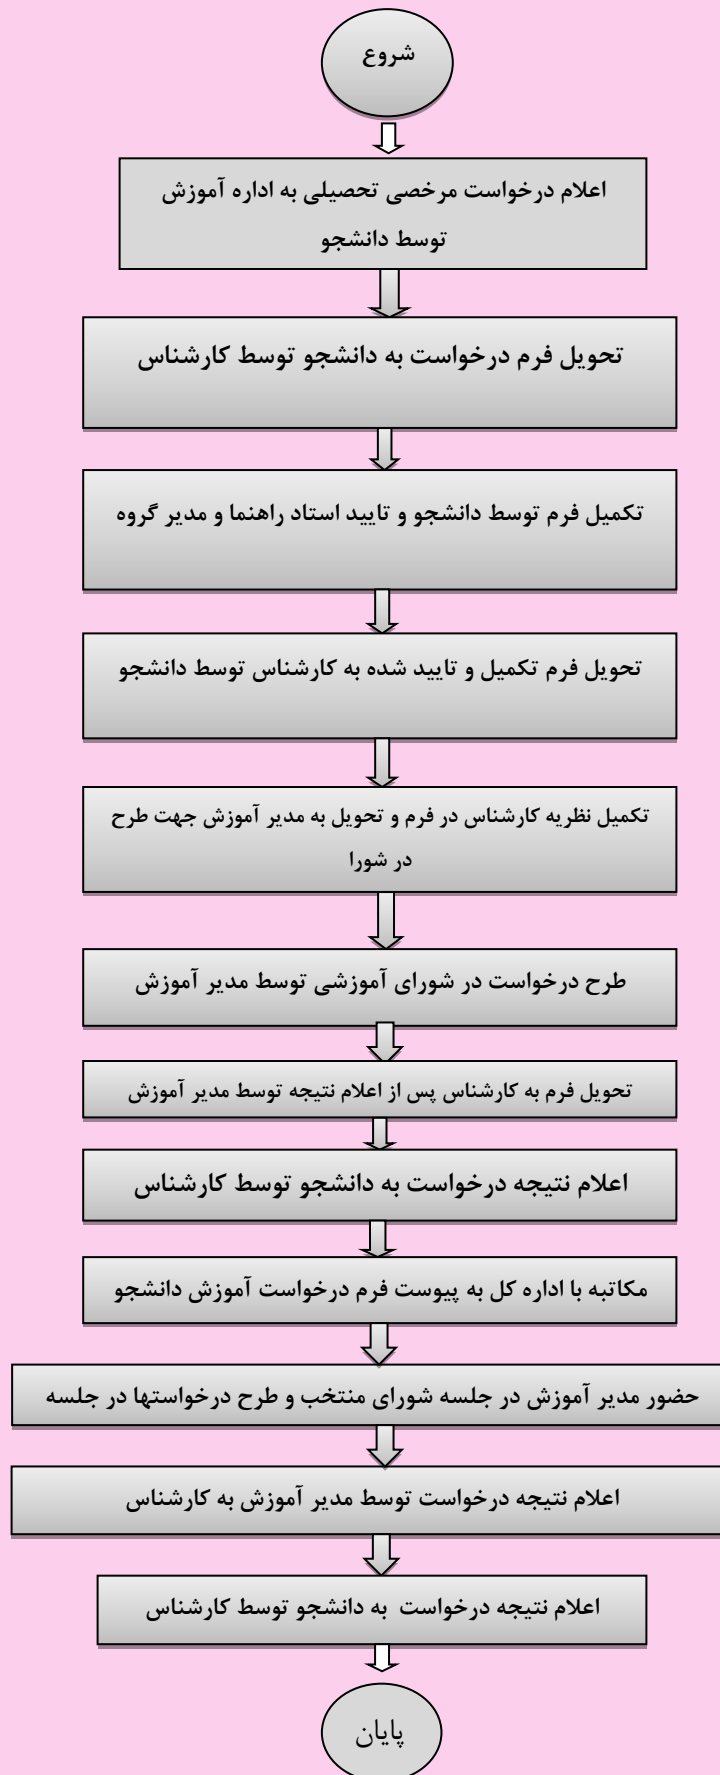 شروع
اعلام درخواست مرخصی تحصیلی به اداره آموزش
توسط دانشجو
تحویل فرم درخواست به دانشجو توسط کارشناس
تکمیل فرم توسط دانشجو و تایید استاد راهنما و مدیر گروه
تحویل فرم تکمیل و تایید شده به کارشناس توسط دانشجو
تکمیل نظریه کارشناس در فرم و تحویل به مدیر آموزش جهت طرح
در شورا
طرح درخواست در شورای آموزشی توسط مدیر آموزش
تحویل فرم به کارشناس پس از اعلام نتیجه توسط مدیر آموزش
اعلام نتیجه درخواست به دانشجو توسط کارشناس
مکاتبه با اداره کل به پیوست فرم درخواست آموزش دانشجو
حضور مدیر آموزش در جلسه شورای منتخب و طرح درخواستها در جلسه
اعلام نتیجه درخواست توسط مدیر آموزش به کارشناس
اعلام نتیجه درخواست به دانشجو توسط کارشناس
پایان